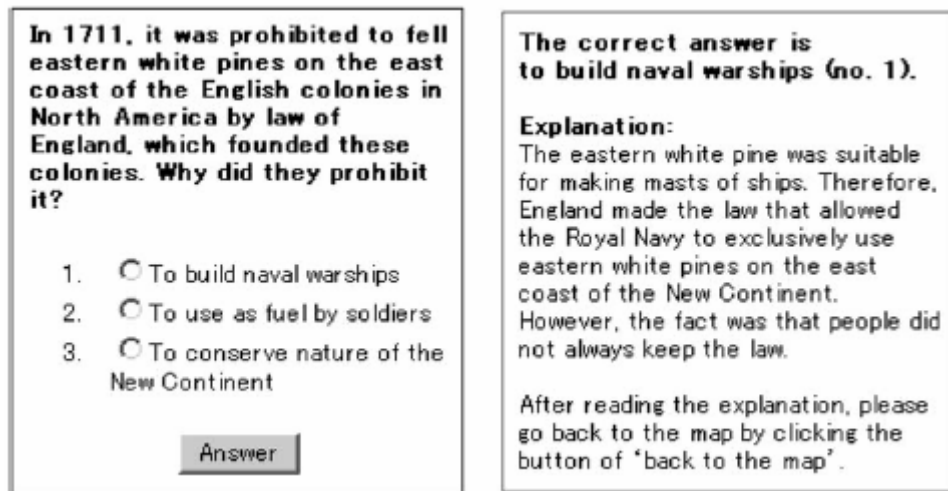 In 1711, it was prohibited to fell
eastern white pines on the east
coast of the English colonies in
North America by law of
England, which founded these
colonies. Why did they prohibit
it?
1. To build naval warships
2. To use as fuel by soldiers
3. To conserve nature of the
New Continent
Answer
The correct answer is
to build naval warships (no. 1).
Explanation:
The eastern white pine was suitable
for making masts of ships. Therefore,
England made the law that allowed
the Royal Navy to exclusively use
eastern white pines on the east
coast of the New Continent.
However, the fact was that people did
not always keep the law.
After reading the explanation, please
go back to the map by clicking the
button of ‘back to the map’.